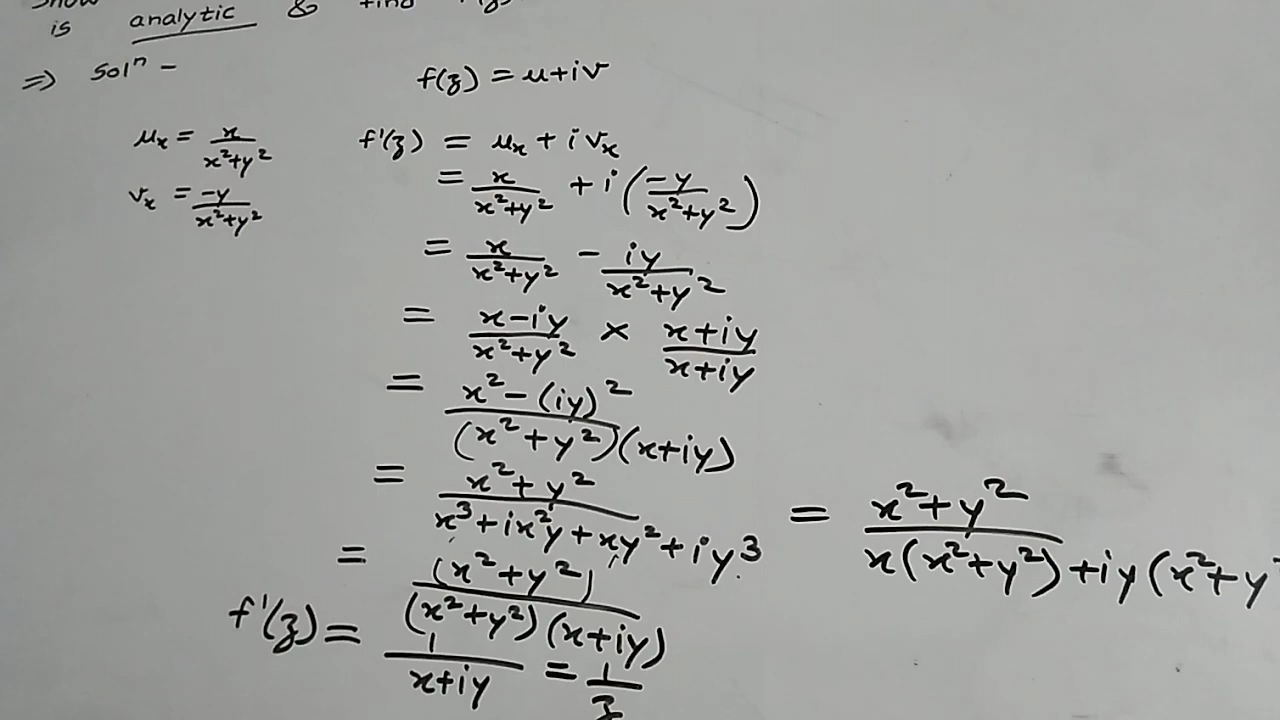 is analytic & find
⇒ Solⁿ -
f(z) = u+iv
uₓ = x/(x²+y²)
f'(z) = uₓ + i vₓ
vₓ = -y/(x²+y²)
= x/(x²+y²) + i(-y/(x²+y²))
= x/(x²+y²) - iy/(x²+y²)
= (x-iy)/(x²+y²) × (x+iy)/(x+iy)
= (x²-(iy)²)/((x²+y²)(x+iy))
= (x²+y²)/(x³+ix²y+xy²+iy³) = (x²+y²)/(x(x²+y²)+iy(x²+y
= (x²+y²)/((x²+y²)(x+iy))
f'(z) = 1/(x+iy) = 1/z